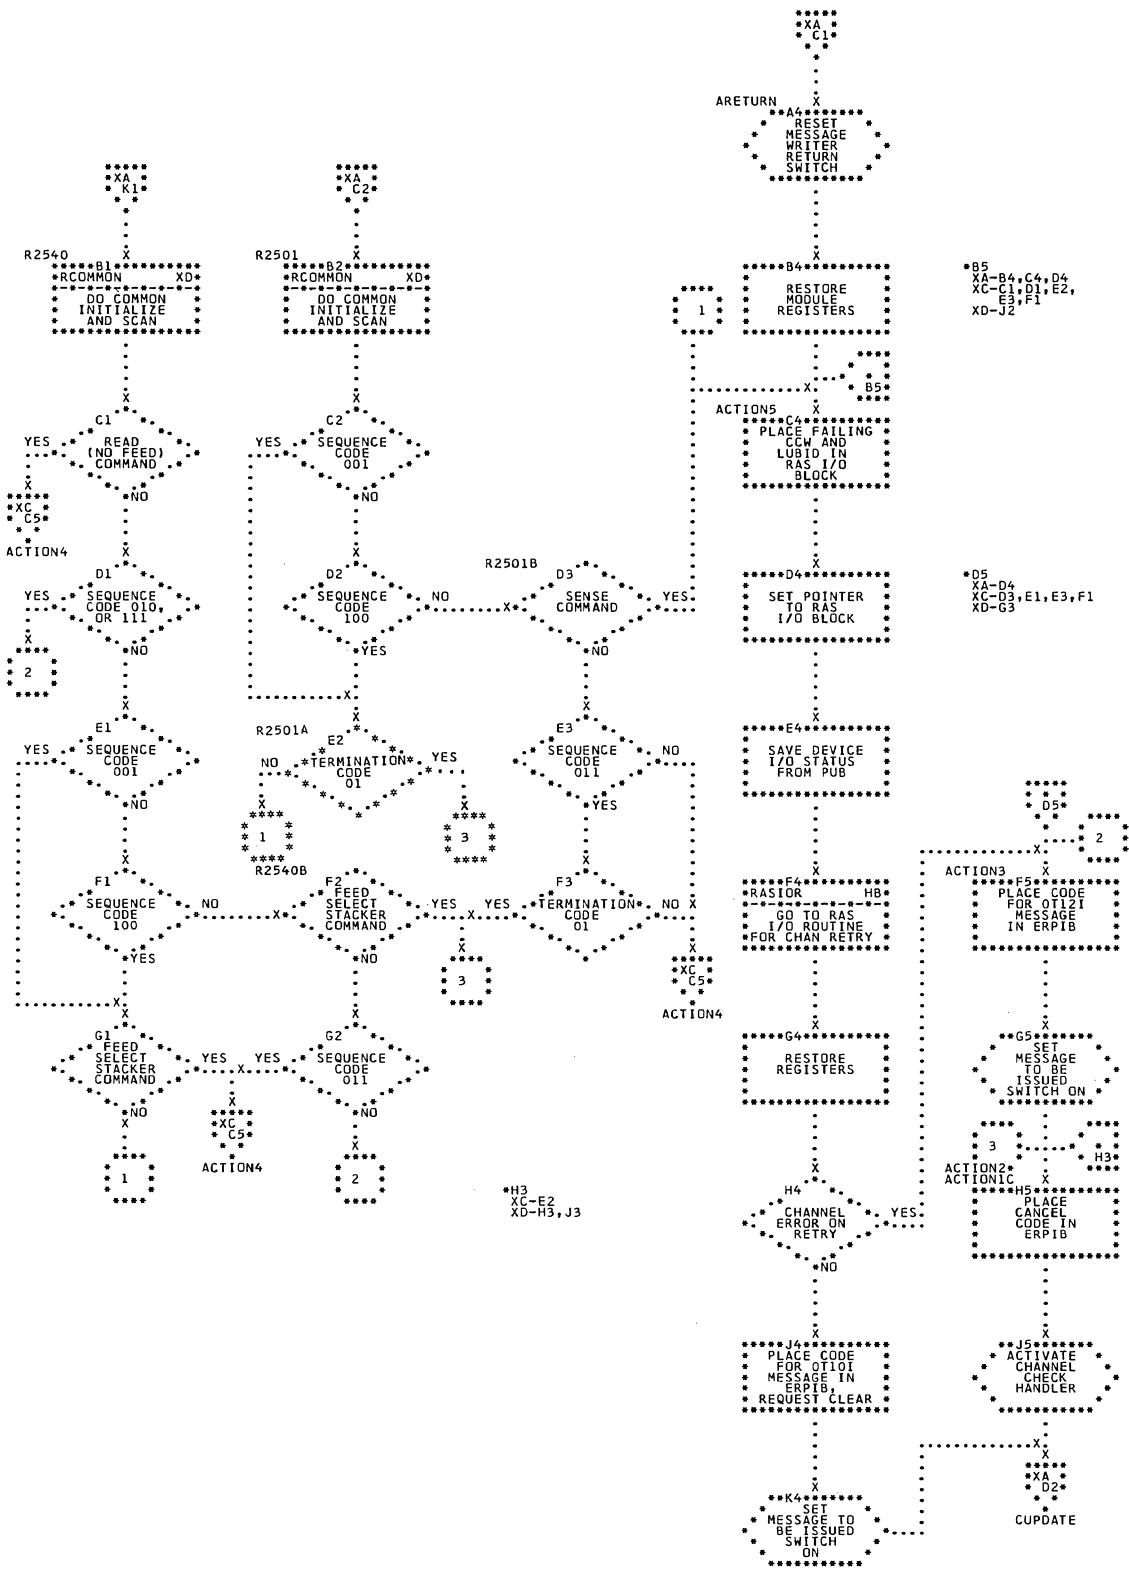 XA
C1
ARETURN
A4
RESET
MESSAGE
WRITER
RETURN
SWITCH
XA
K1
XA
C2
R2540
B1
RCOMMON XD
DO COMMON
INITIALIZE
AND SCAN
R2501
B2
RCOMMON XD
DO COMMON
INITIALIZE
AND SCAN
1
B4
RESTORE
MODULE
REGISTERS
*B5
XA-B4,C4,D4
XC-C1,D1,E2,
E3,F1
XD-J2
B5
C1
READ
(NO FEED)
COMMAND
YES
NO
XC
C5
ACTION4
C2
SEQUENCE
CODE
001
YES
NO
ACTION5
C4
PLACE FAILING
CCW AND
LUBID IN
RAS I/O
BLOCK
D1
SEQUENCE
CODE 010,
OR 111
YES
NO
2
D2
SEQUENCE
CODE
100
NO
YES
R2501B
D3
SENSE
COMMAND
YES
NO
D4
SET POINTER
TO RAS
I/O BLOCK
*D5
XA-D4
XC-D3,E1,E3,F1
XD-G3
E1
SEQUENCE
CODE
001
YES
NO
R2501A
E2
TERMINATION
CODE
01
NO
YES
1
3
E3
SEQUENCE
CODE
011
NO
YES
E4
SAVE DEVICE
I/O STATUS
FROM PUB
D5
2
F1
SEQUENCE
CODE
100
NO
YES
R2540B
F2
FEED
SELECT
STACKER
COMMAND
YES
NO
3
F3
TERMINATION
CODE
01
YES
NO
XC
C5
ACTION4
F4
RASIOR HB
GO TO RAS
I/O ROUTINE
FOR CHAN RETRY
ACTION3
F5
PLACE CODE
FOR OT12I
MESSAGE
IN ERPIB
G1
FEED
SELECT
STACKER
COMMAND
YES
NO
1
XC
C5
ACTION4
G2
SEQUENCE
CODE
011
YES
NO
2
G4
RESTORE
REGISTERS
G5
SET
MESSAGE
TO BE
ISSUED
SWITCH ON
3
H3
*H3
XC-E2
XD-H3,J3
H4
CHANNEL
ERROR ON
RETRY
YES
NO
ACTION2
ACTION1C
H5
PLACE
CANCEL
CODE IN
ERPIB
J4
PLACE CODE
FOR OT10I
MESSAGE IN
ERPIB,
REQUEST CLEAR
J5
ACTIVATE
CHANNEL
CHECK
HANDLER
K4
SET
MESSAGE TO
BE ISSUED
SWITCH
ON
XA
D2
CUPDATE